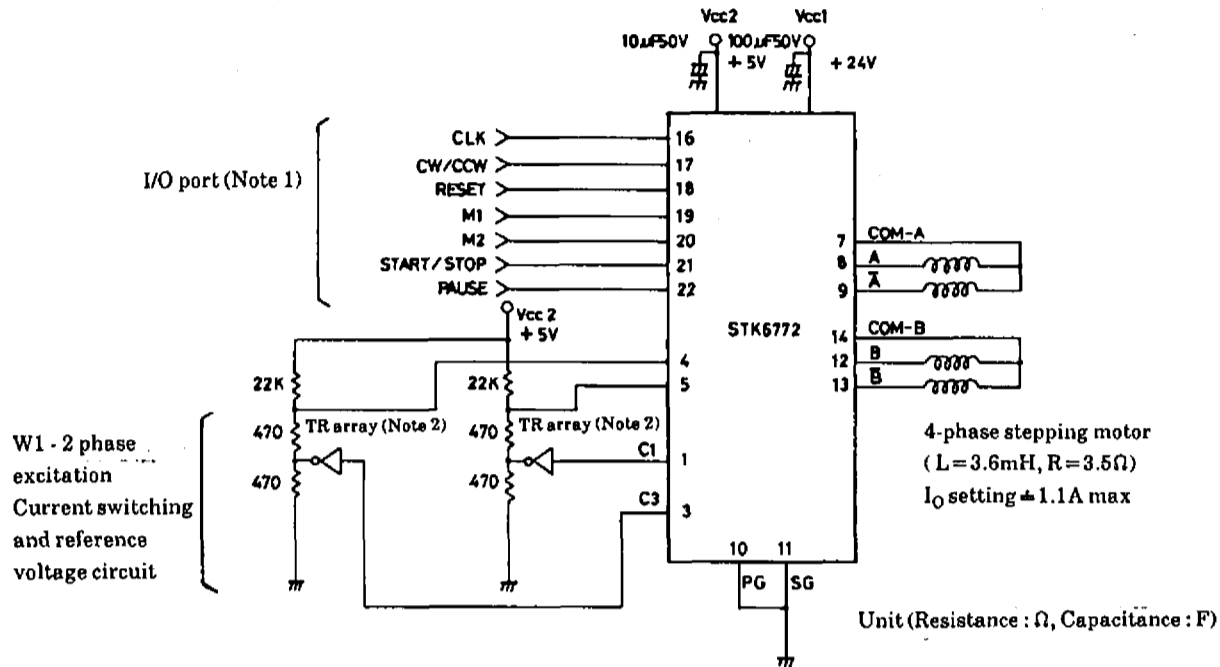 Vcc2
Vcc1
10μF50V
100μF50V
+5V
+24V
I/O port (Note 1)
CLK
16
CW/CCW
17
RESET
18
M1
19
M2
20
START/STOP
21
PAUSE
22
7
COM-A
8
A
9
A̅
STK6772
14
COM-B
12
B
13
B̅
Vcc 2
+5V
4
5
22K
22K
470
TR array (Note 2)
470
TR array (Note 2)
470
470
C1
1
C3
3
W1 - 2 phase
excitation
Current switching
and reference
voltage circuit
4-phase stepping motor
(L=3.6mH, R=3.5Ω)
IO setting ≐ 1.1A max
10
11
PG
SG
Unit (Resistance : Ω, Capacitance : F)